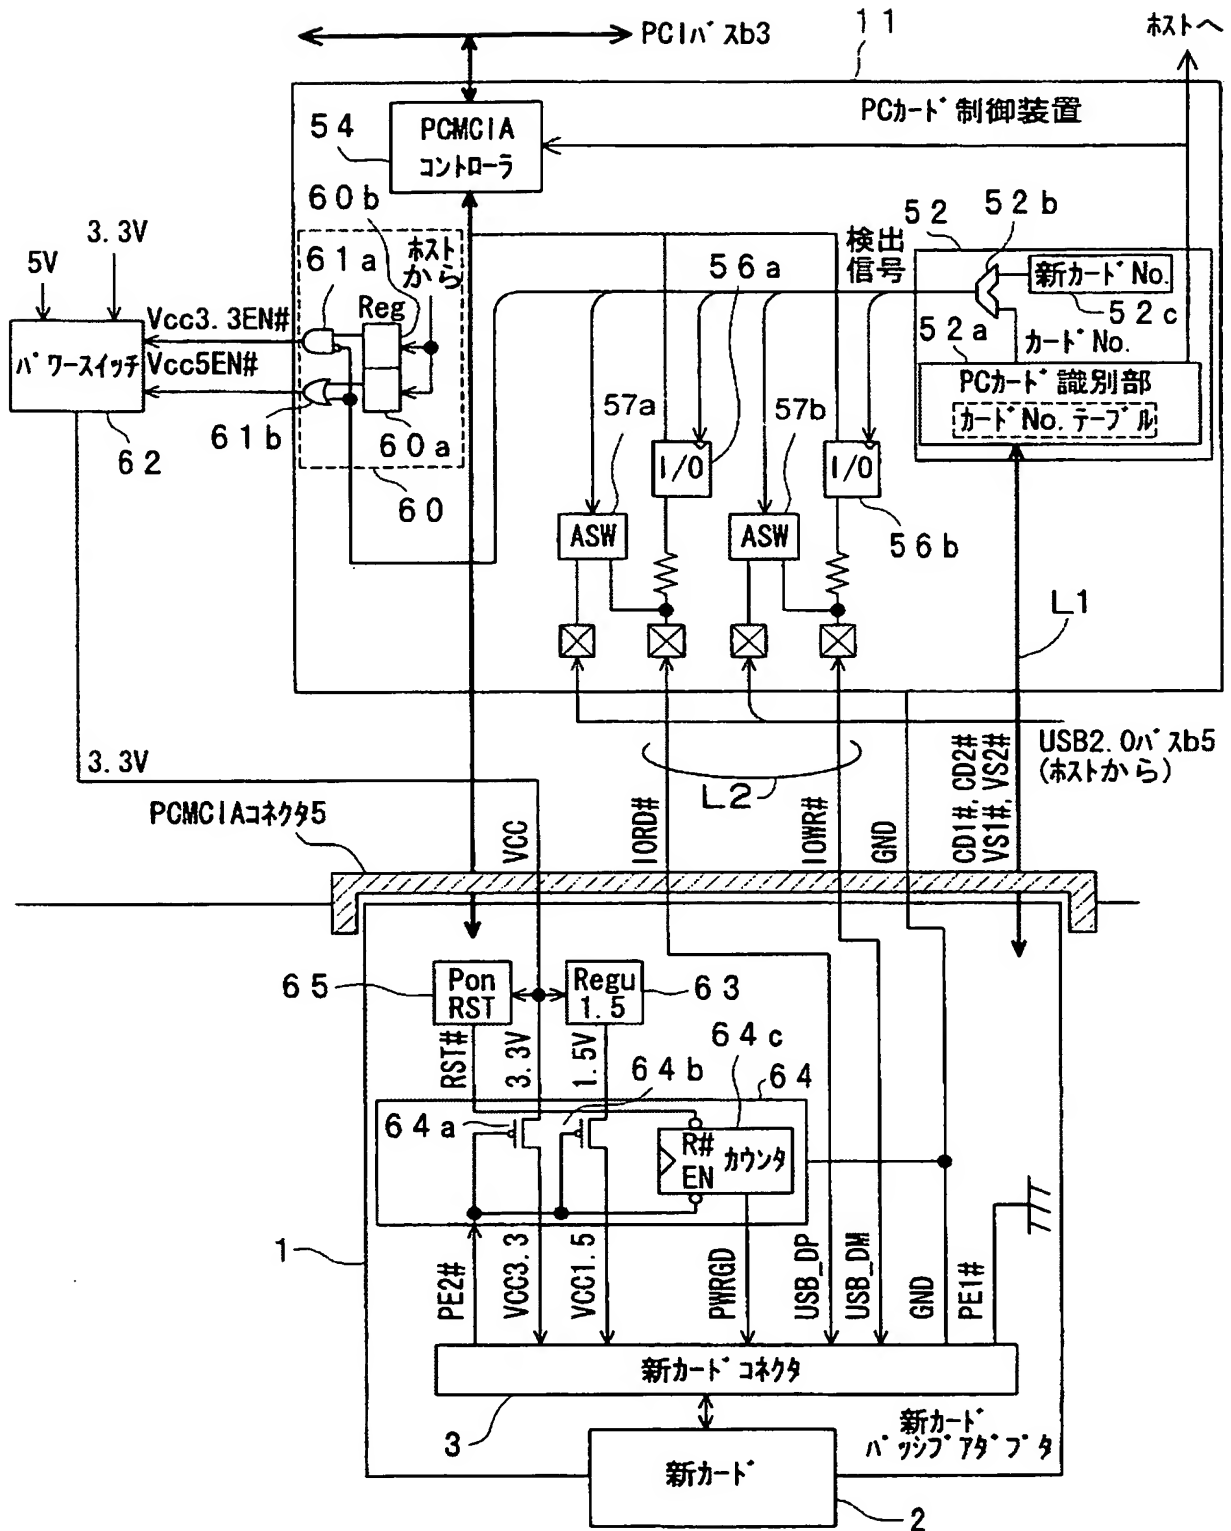 PCIバスb3
11
ホストへ
PCカード制御装置
54
PCMCIA
コントローラ
60b
3.3V
5V
61a
ホスト
から
Reg
検出
信号
52
52b
新カードNo.
52c
52a
カードNo.
56a
Vcc3.3EN#
パワースイッチ
Vcc5EN#
PCカード識別部
カードNo.テーブル
57a
57b
61b
60a
62
60
I/O
I/O
ASW
ASW
56b
L1
3.3V
USB2.0バスb5
(ホストから)
L2
PCMCIAコネクタ5
VCC
IORD#
IOWR#
GND
CD1#, CD2#
VS1#, VS2#
65
Pon
RST
Regu
1.5
63
RST#
3.3V
1.5V
64c
64b
64
64a
R#
EN
カウンタ
1
PE2#
VCC3.3
VCC1.5
PWRGD
USB_DP
USB_DM
GND
PE1#
新カードコネクタ
3
新カード
パッシブアダプタ
新カード
2